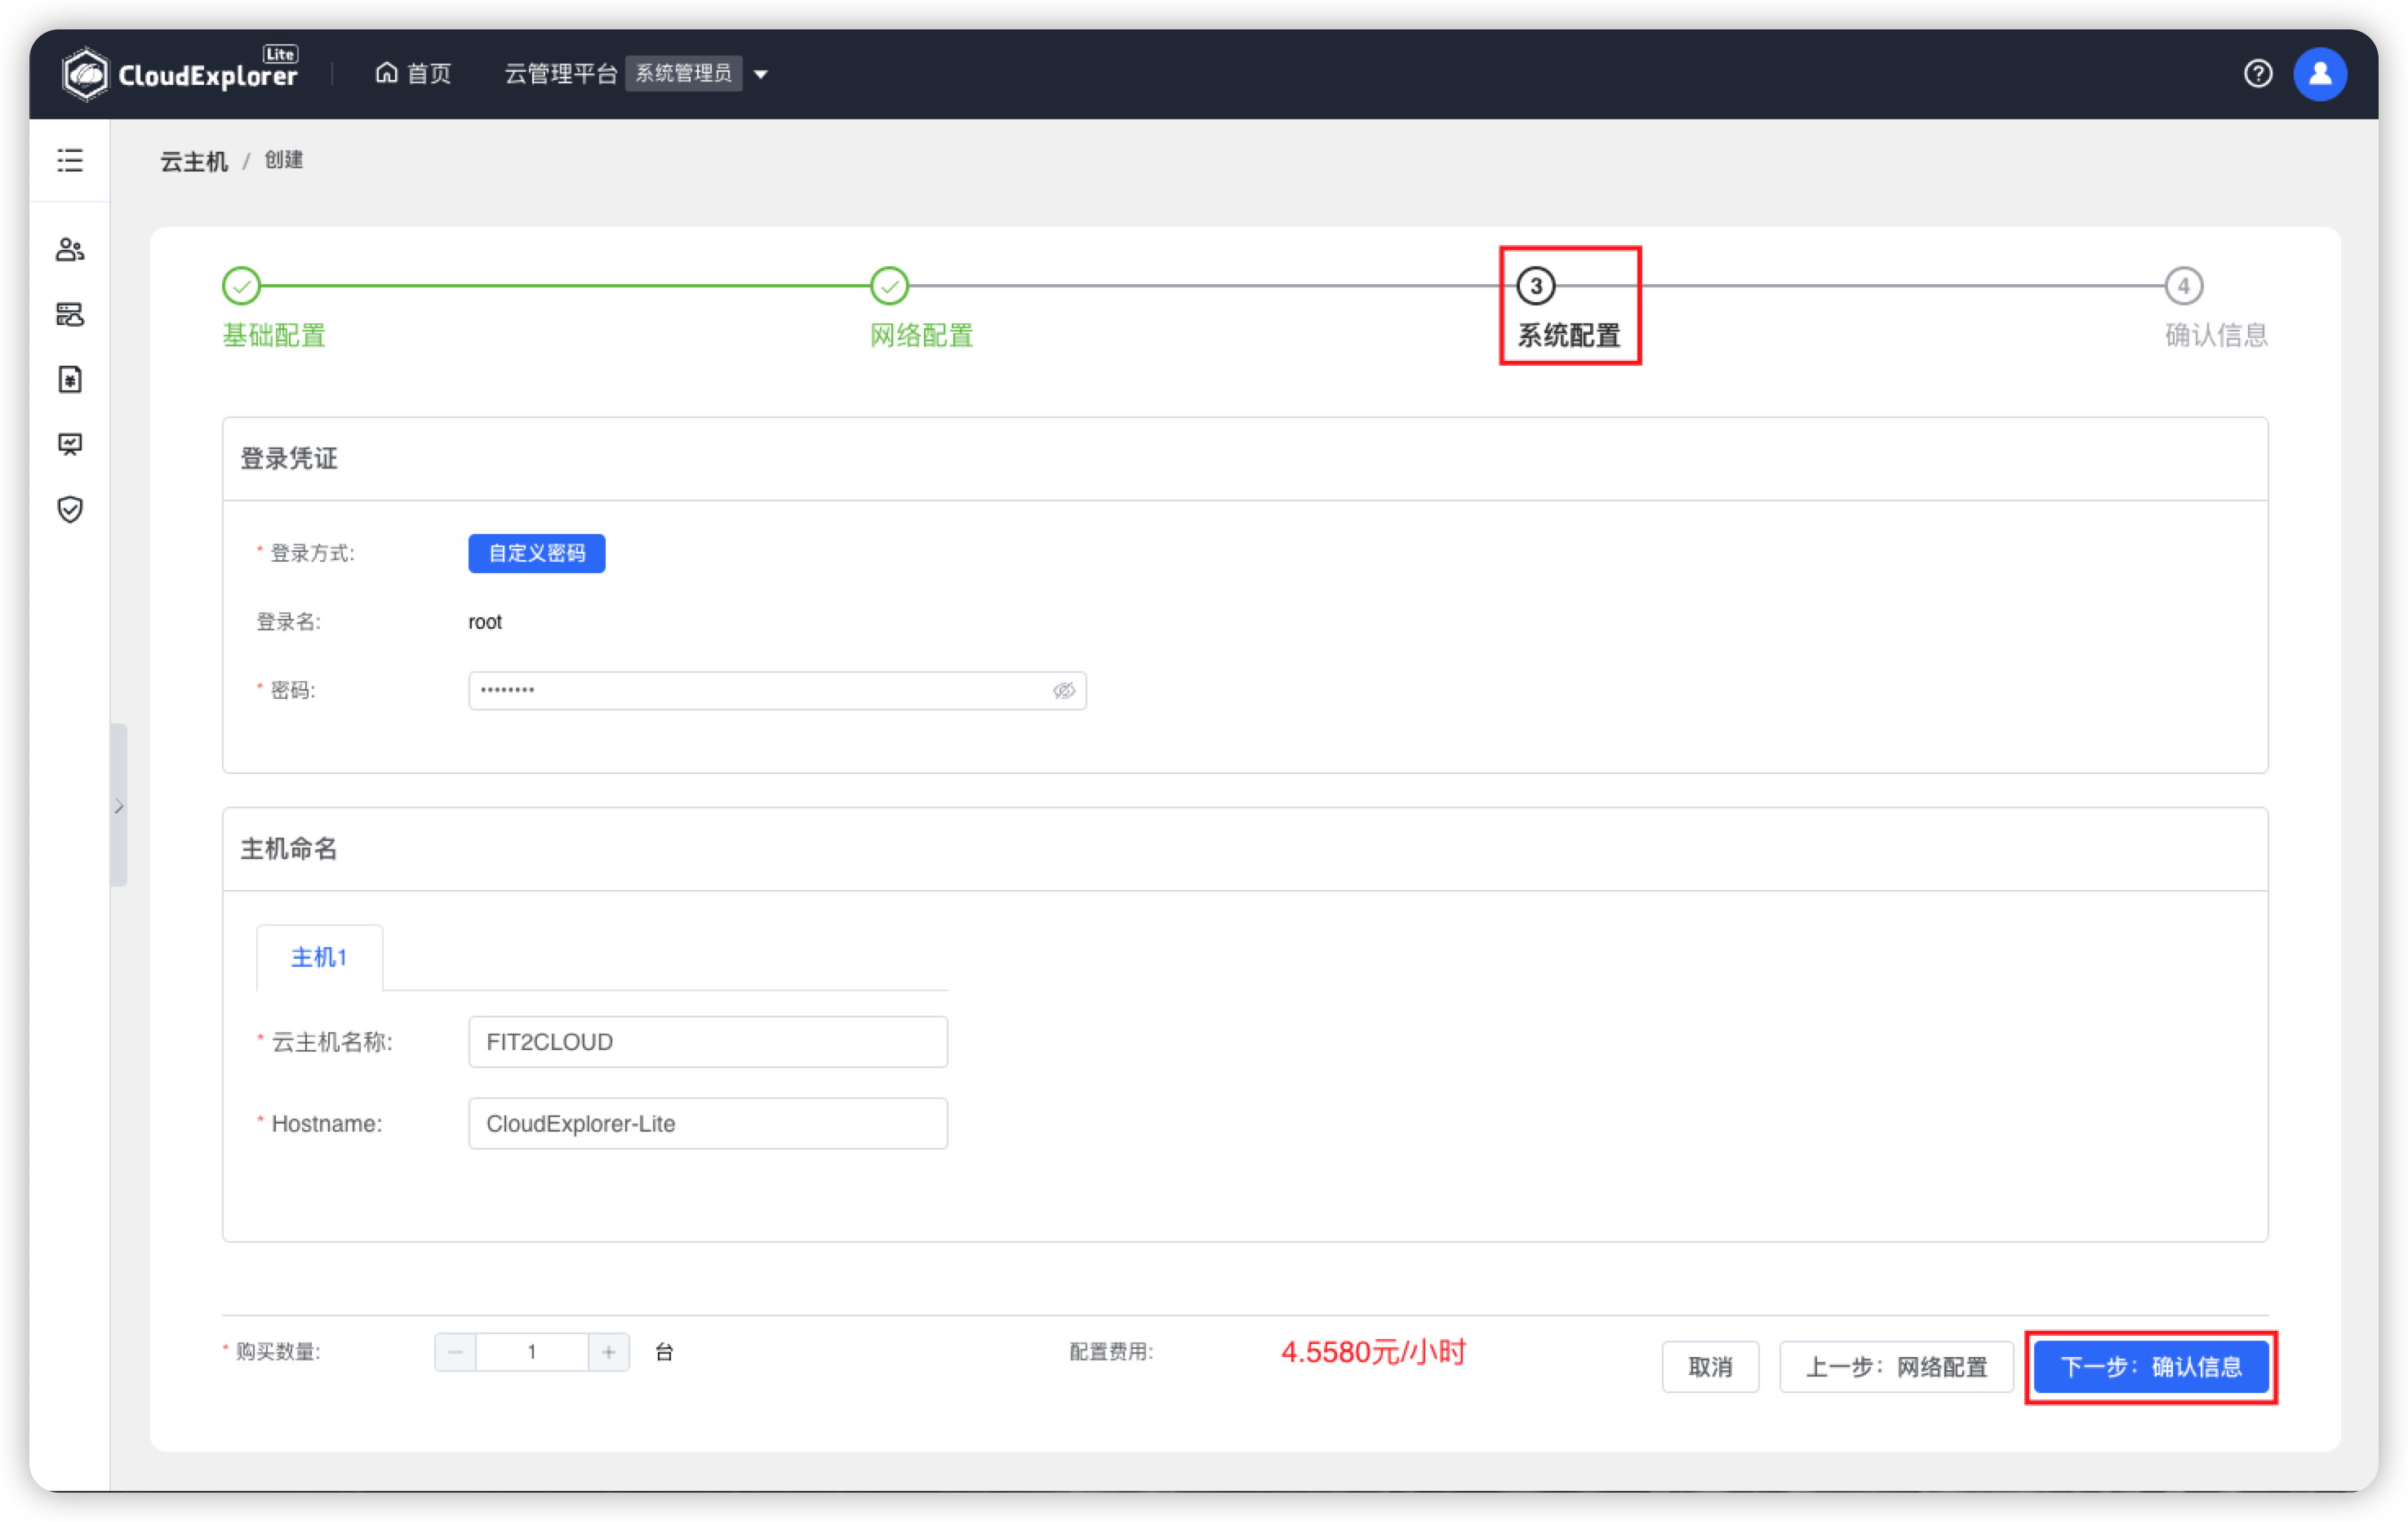 CloudExplorer Lite
首页 云管理平台 系统管理员
云主机 / 创建
3 4
基础配置 网络配置 系统配置 确认信息
登录凭证
* 登录方式: 自定义密码
登录名: root
* 密码: ••••••••
主机命名
主机1
* 云主机名称: FIT2CLOUD
* Hostname: CloudExplorer-Lite
* 购买数量: − 1 + 台 配置费用: 4.5580元/小时 取消 上一步：网络配置 下一步：确认信息